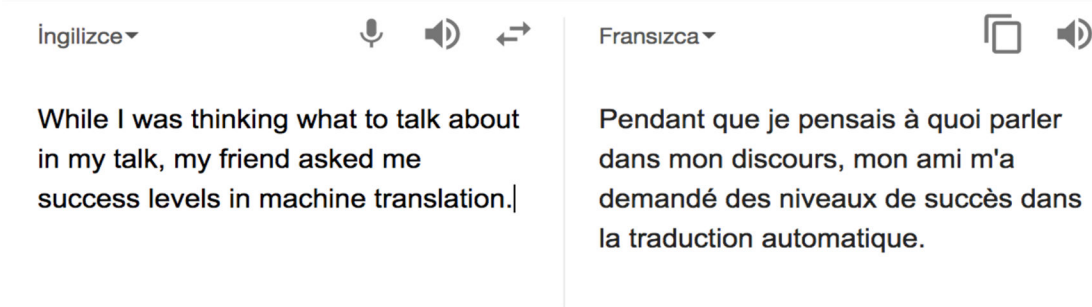 İngilizce
Fransızca
While I was thinking what to talk about
in my talk, my friend asked me
success levels in machine translation.
Pendant que je pensais à quoi parler
dans mon discours, mon ami m'a
demandé des niveaux de succès dans
la traduction automatique.